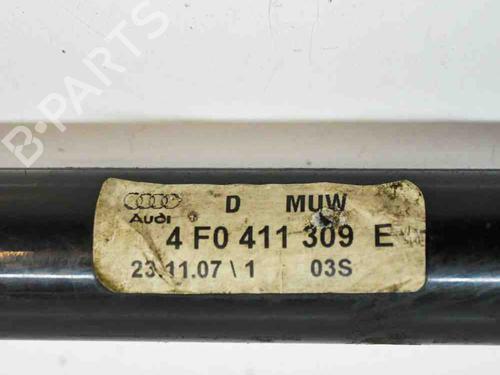 B-PARTS
D MUW
Audi
4 F0 411 309 E
23.11.07 \ 1 03S